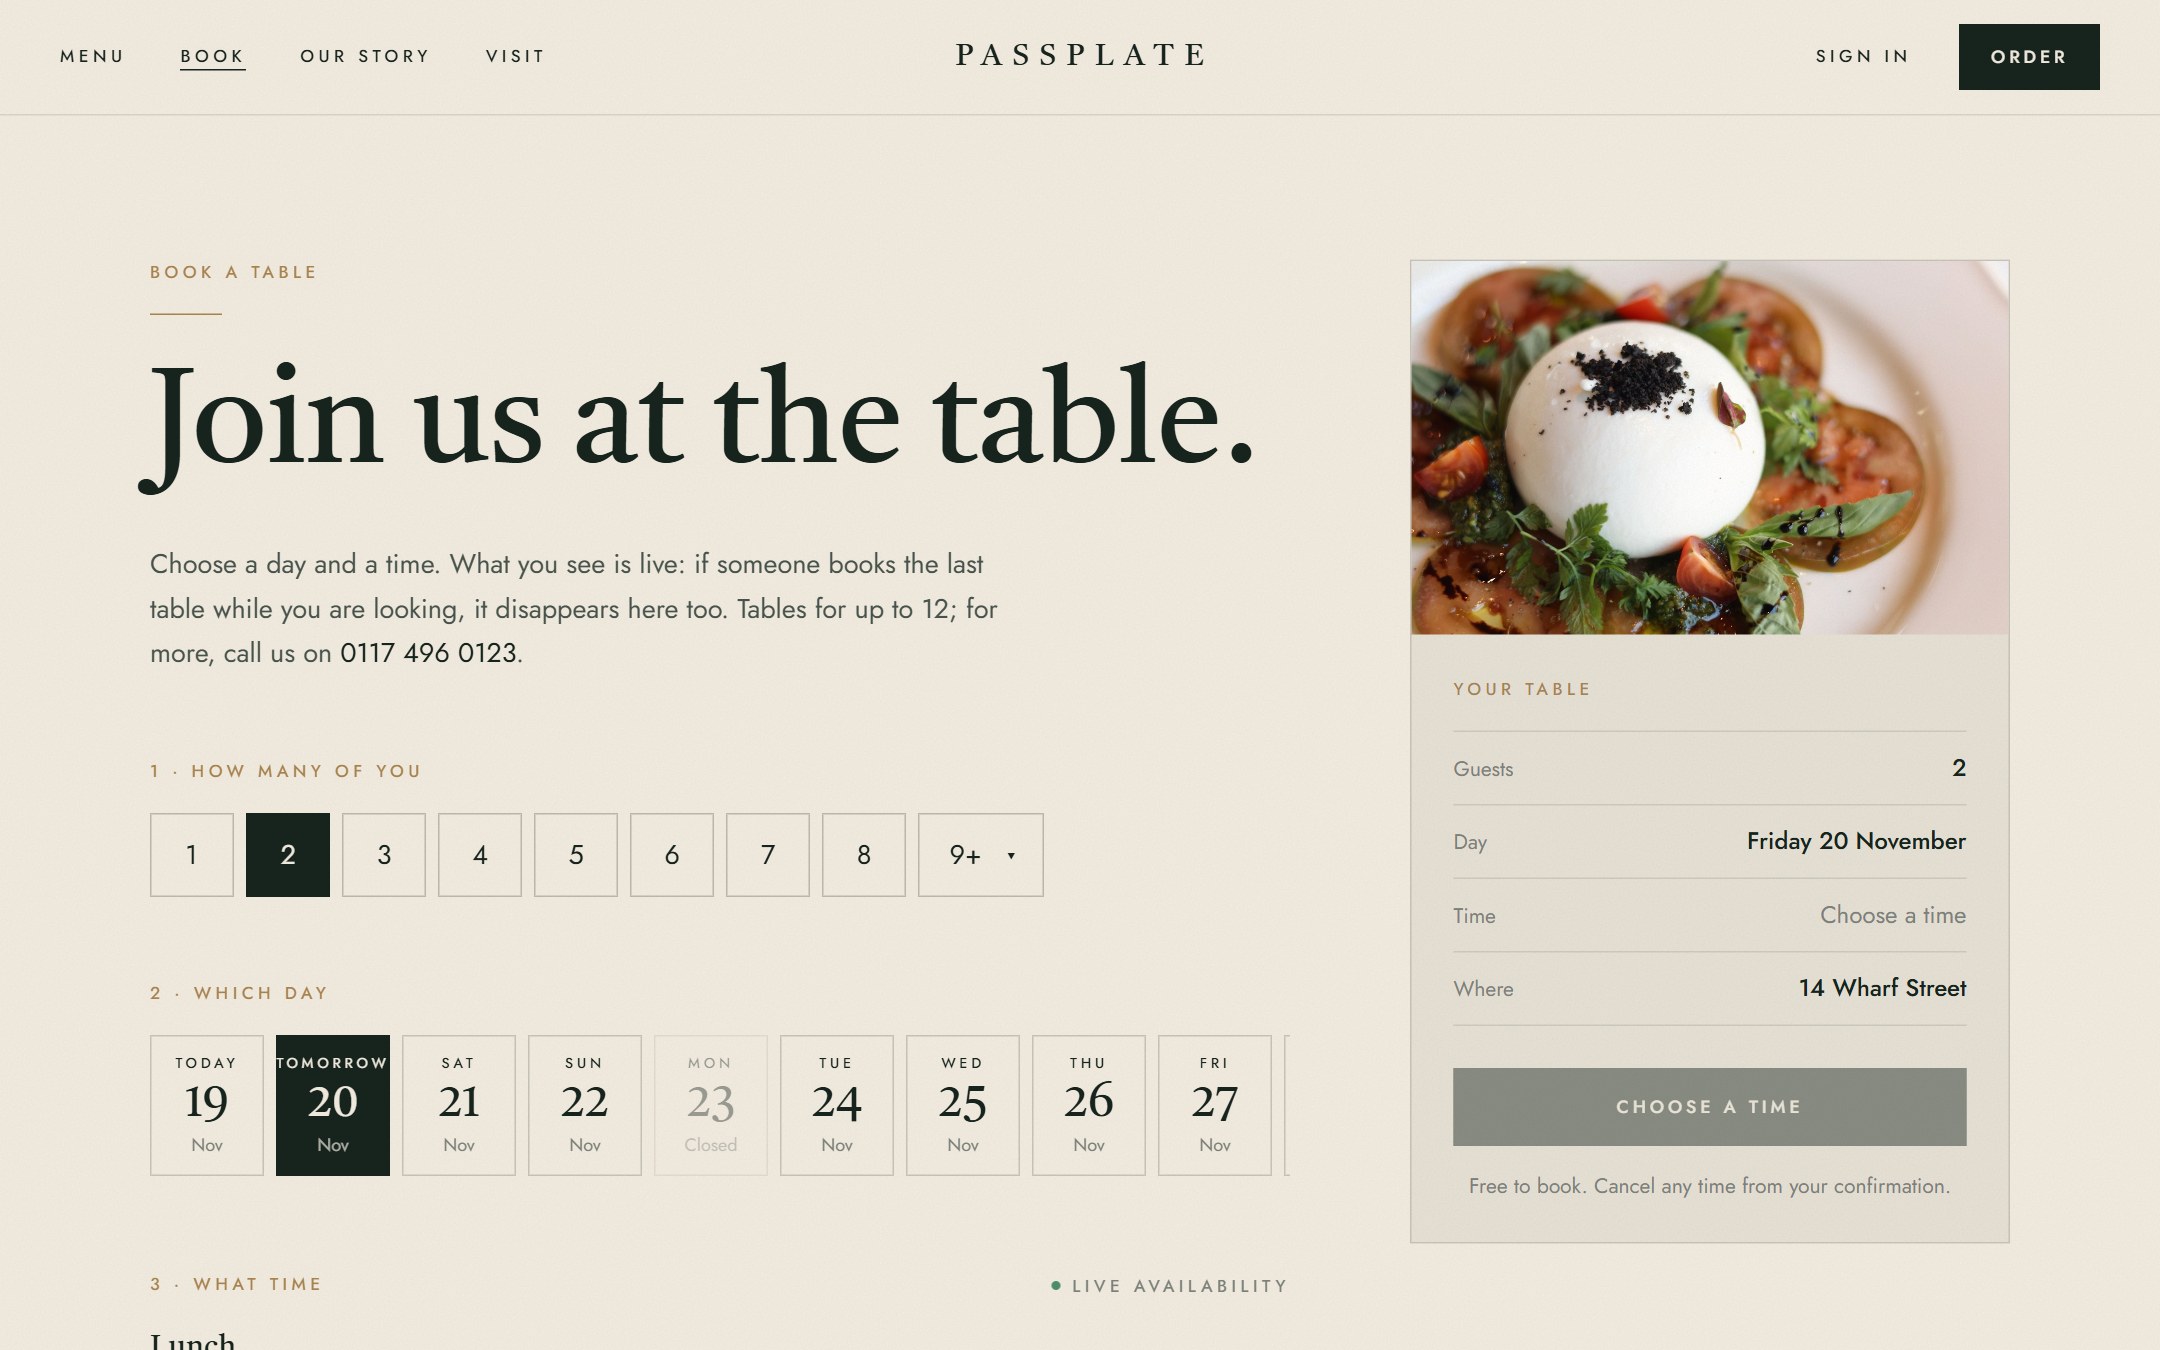 MENU BOOK OUR STORY VISIT PASSPLATE SIGN IN ORDER
BOOK A TABLE
Join us at the table.
Choose a day and a time. What you see is live: if someone books the last
table while you are looking, it disappears here too. Tables for up to 12; for
more, call us on 0117 496 0123.
1 · HOW MANY OF YOU
1 2 3 4 5 6 7 8 9+
2 · WHICH DAY
TODAY TOMORROW SAT SUN MON TUE WED THU FRI
19 20 21 22 23 24 25 26 27
Nov Nov Nov Nov Closed Nov Nov Nov Nov
3 · WHAT TIME LIVE AVAILABILITY
Lunch
YOUR TABLE
Guests 2
Day Friday 20 November
Time Choose a time
Where 14 Wharf Street
CHOOSE A TIME
Free to book. Cancel any time from your confirmation.